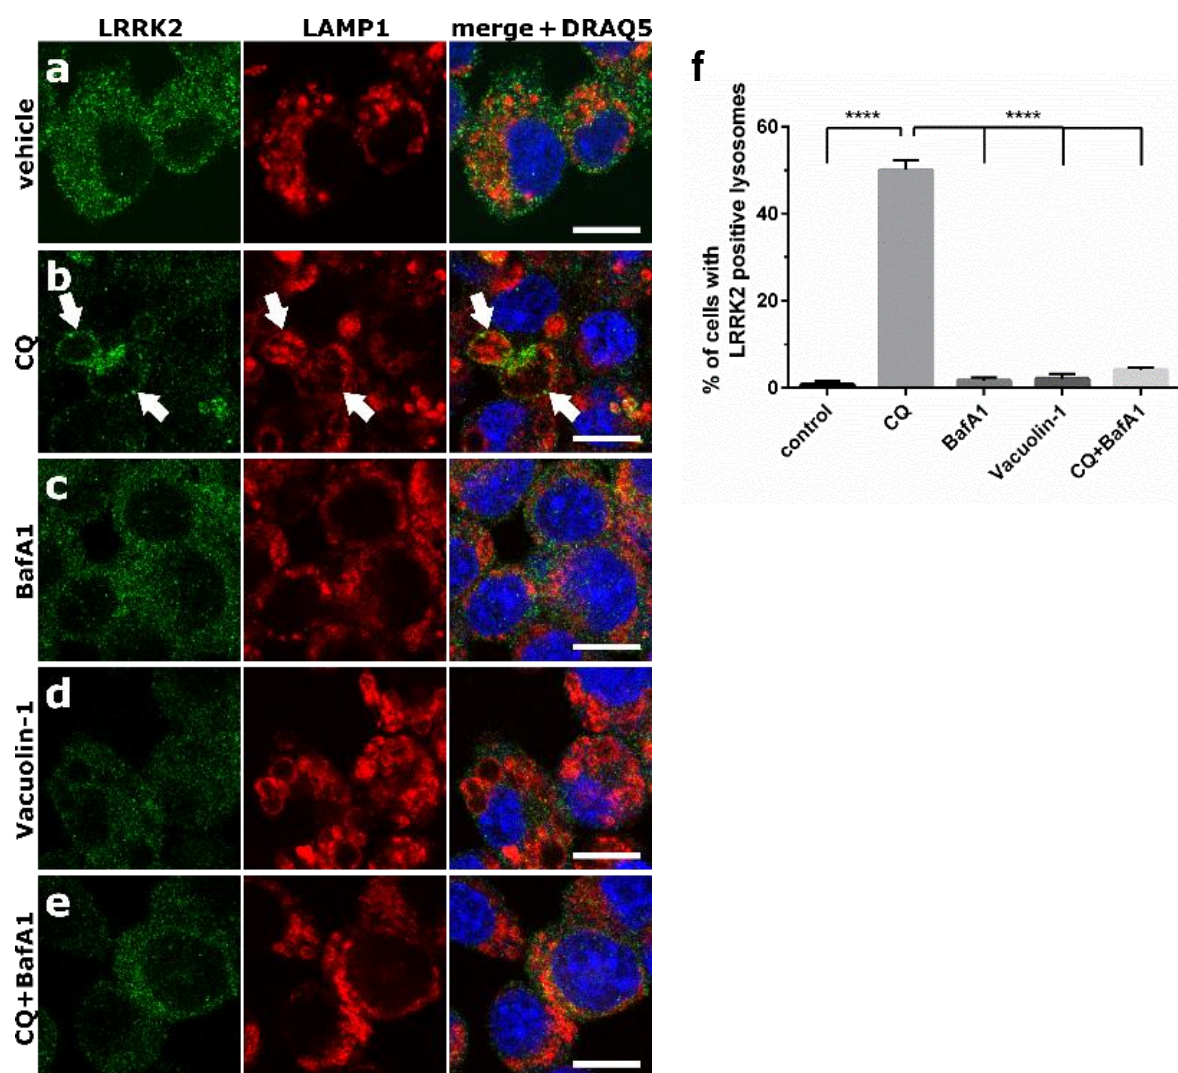 LRRK2 LAMP1 merge + DRAQ5
a
vehicle
b
CQ
c
BafA1
d
Vacuolin-1
e
CQ+BafA1
f
% of cells with
LRRK2 positive lysosomes
60
40
20
0
****
****
control
CQ
BafA1
Vacuolin-1
CQ+BafA1